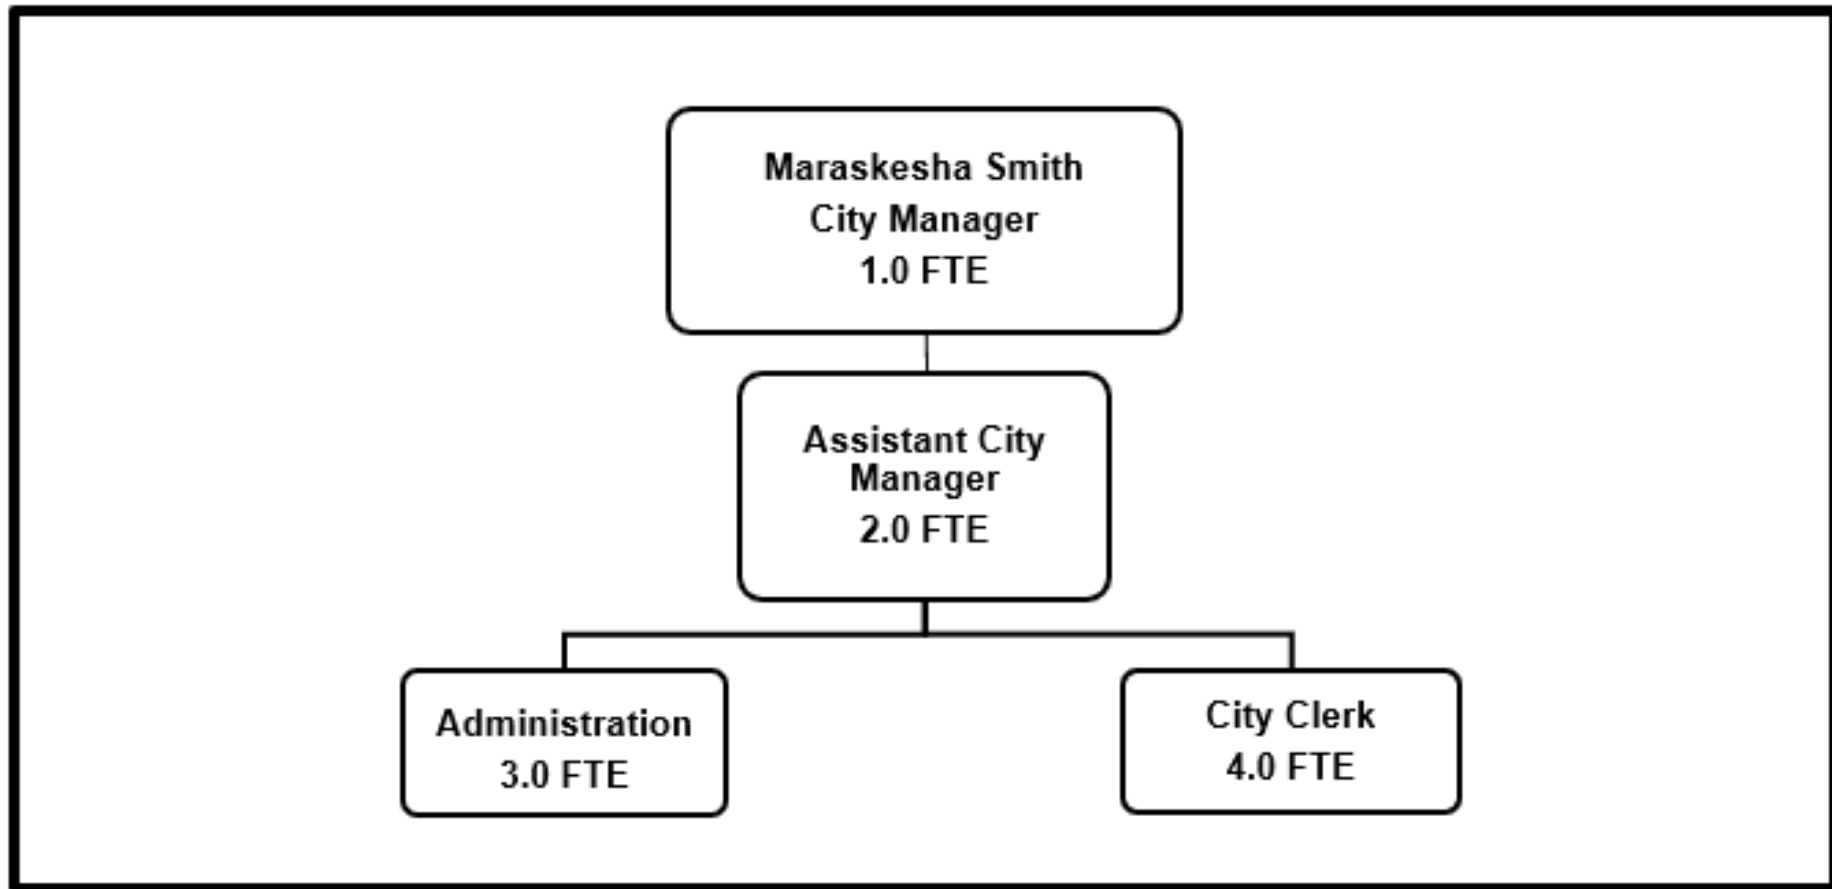 Maraskesha Smith
City Manager
1.0 FTE
Assistant City
Manager
2.0 FTE
Administration
3.0 FTE
City Clerk
4.0 FTE